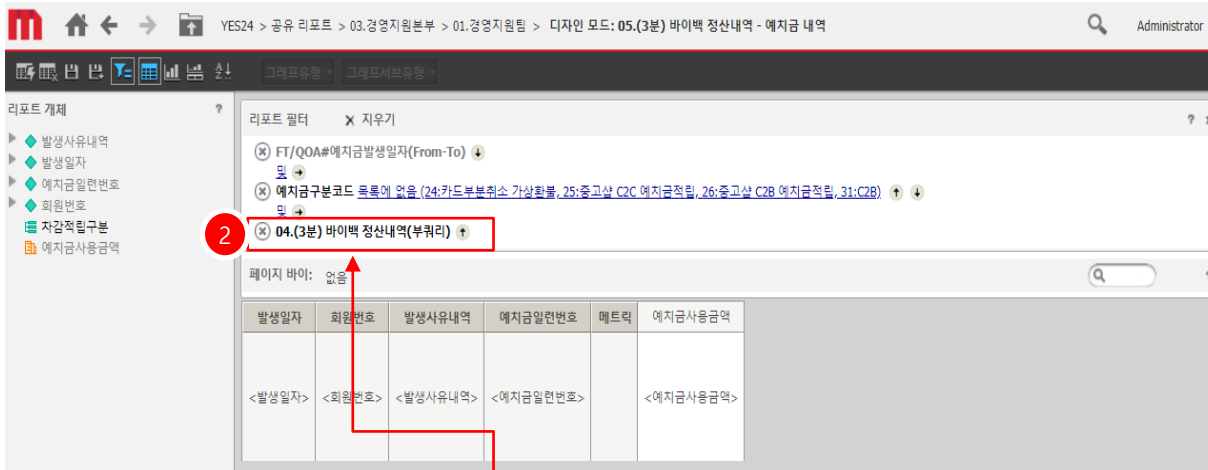 YES24 > 공유 리포트 > 03.경영지원본부 > 01.경영지원팀 > 디자인 모드: 05.(3분) 바이백 정산내역 - 예치금 내역
Administrator
그래프유형
그래프서브유형
리포트 개체
?
발생사유내역
발생일자
예치금일련번호
회원번호
차감적립구분
예치금사용금액
리포트 필터 지우기
?
FT/QOA#예치금발생일자(From-To)
및
예치금구분코드 목록에 없음 (24:카드부분취소 가상환불, 25:중고샵 C2C 예치금적립, 26:중고샵 C2B 예치금적립, 31:C2B)
및
2
04.(3분) 바이백 정산내역(부쿼리)
페이지 바이: 없음
발생일자 회원번호 발생사유내역 예치금일련번호 메트릭 예치금사용금액
<발생일자> <회원번호> <발생사유내역> <예치금일련번호> <예치금사용금액>